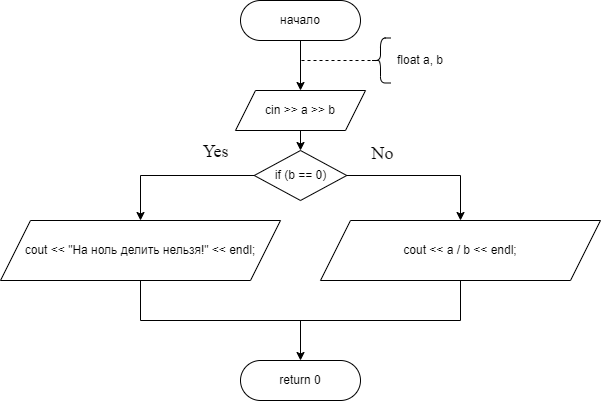 начало
float a, b
cin >> a >> b
Yes
No
if (b == 0)
cout << "На ноль делить нельзя!" << endl;
cout << a / b << endl;
return 0